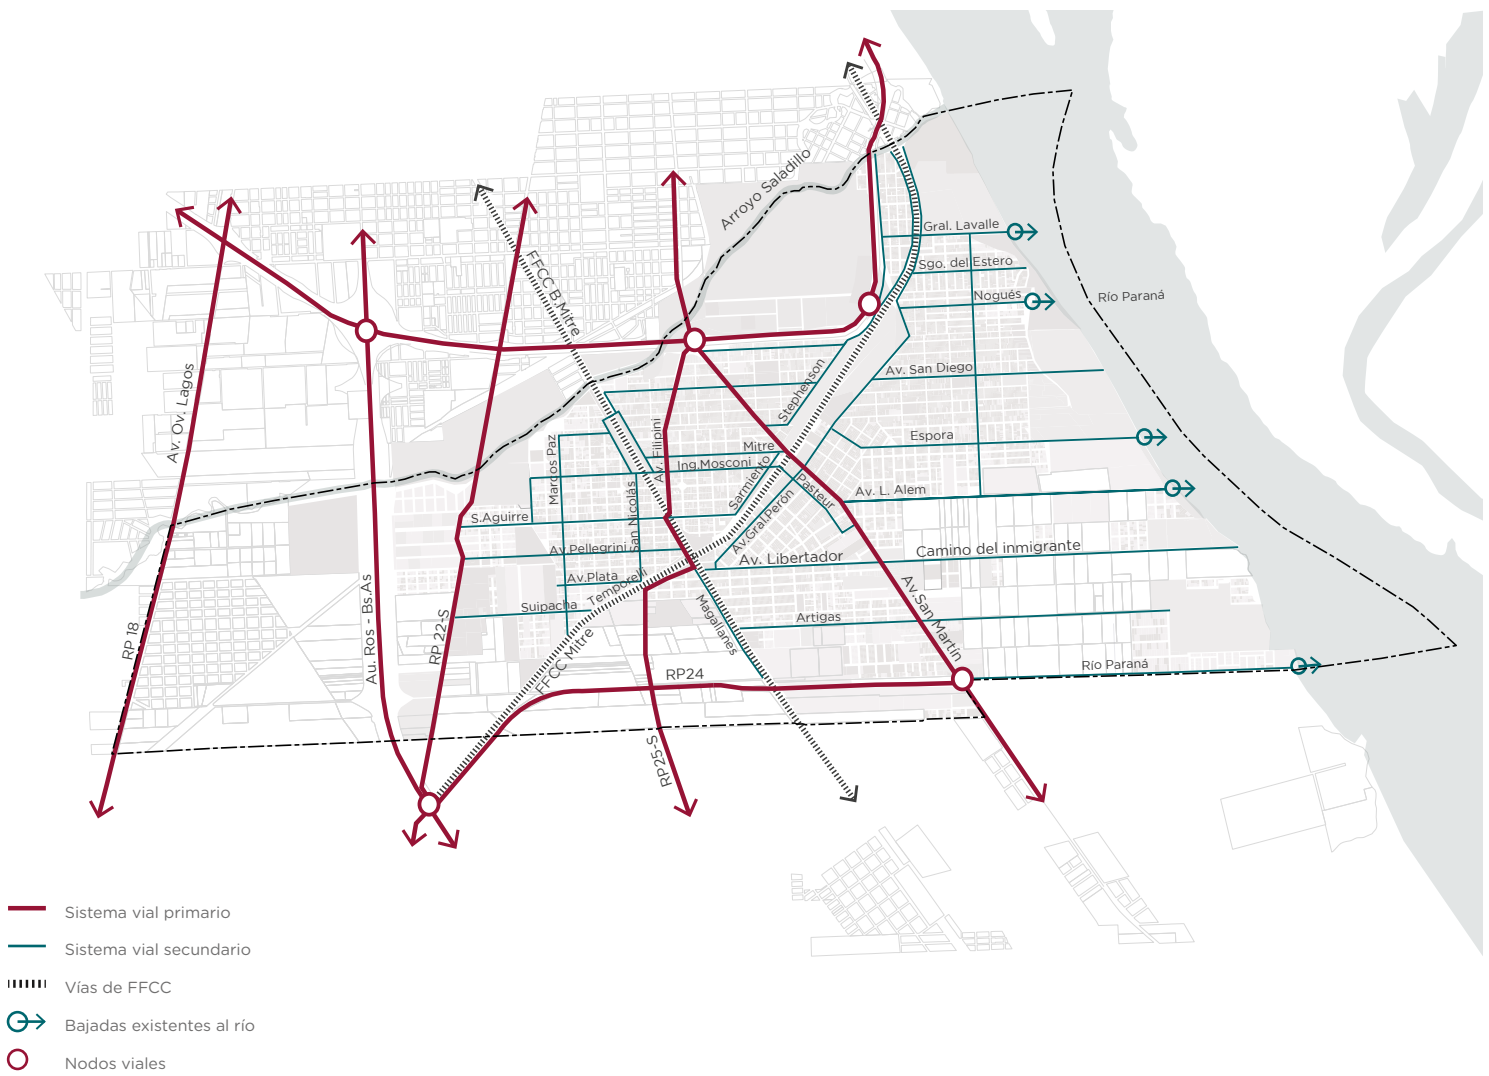 Arroyo Saladillo
Gral. Lavalle
Sgo. del Estero
Nogués
Río Paraná
FFCC B.Mitre
Av. Ov. Lagos
Stephenson
Av. San Diego
Espora
Marcos Paz
Av. Filipini
Mitre
Ing.Mosconi
Sarmiento
Pasteur
Av. L. Alem
San Nicolás
S.Aguirre
Av.Gral.Perón
Av.Pellegrini
Av. Libertador
Camino del inmigrante
Av.Plata
Temporelli
Suipacha
Magallanes
Artigas
Av.San Martín
Au. Ros - Bs.As
RP 18
RP 22-S
FFCC Mitre
RP24
Río Paraná
RP25-S
Sistema vial primario
Sistema vial secundario
Vías de FFCC
Bajadas existentes al río
Nodos viales